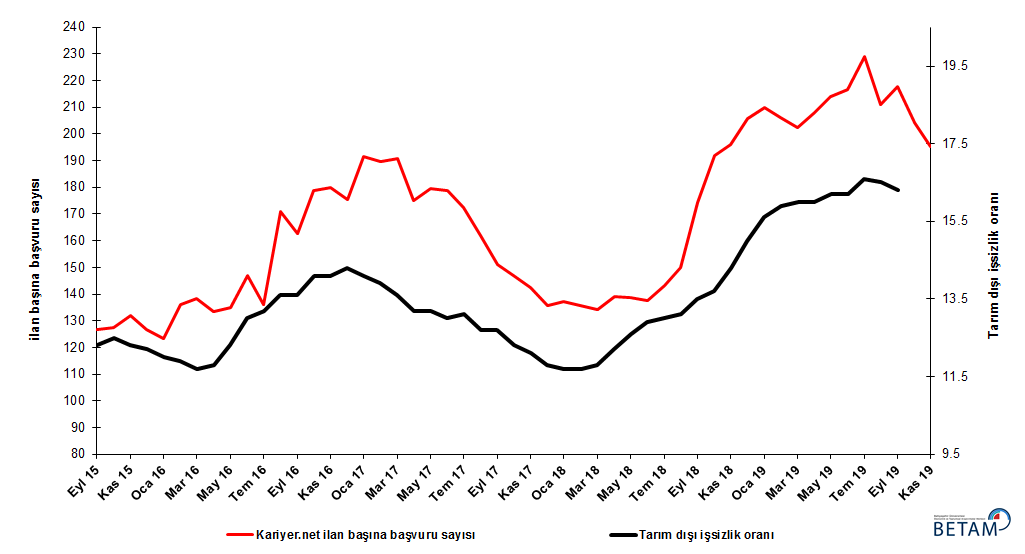 240
230
220
210
200
190
180
170
160
150
140
130
120
110
100
90
80
ilan başına başvuru sayısı
19.5
17.5
15.5
13.5
11.5
9.5
Tarım dışı işsizlik oranı
Eyl 15
Kas 15
Oca 16
Mar 16
May 16
Tem 16
Eyl 16
Kas 16
Oca 17
Mar 17
May 17
Tem 17
Eyl 17
Kas 17
Oca 18
Mar 18
May 18
Tem 18
Eyl 18
Kas 18
Oca 19
Mar 19
May 19
Tem 19
Eyl 19
Kas 19
Kariyer.net ilan başına başvuru sayısı
Tarım dışı işsizlik oranı
BETAM